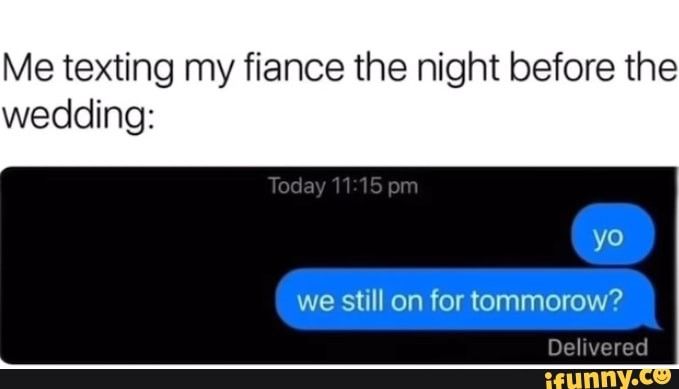 Me texting my fiance the night before the
wedding:
Today 11:15 pm
yo
we still on for tommorow?
Delivered
ifunny.co